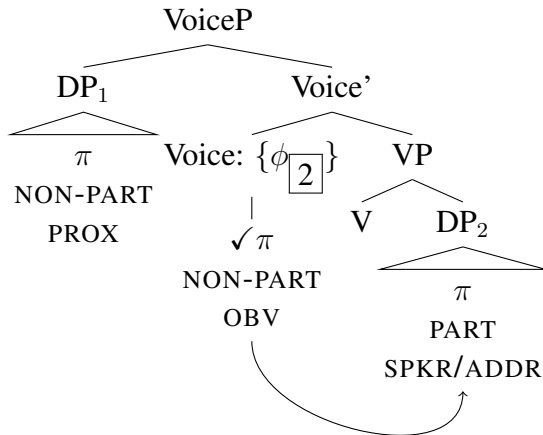 VoiceP
DP₁ Voice’
π Voice: {ϕ 2} VP
NON-PART V DP₂
PROX ✓π π
NON-PART PART
OBV SPKR/ADDR